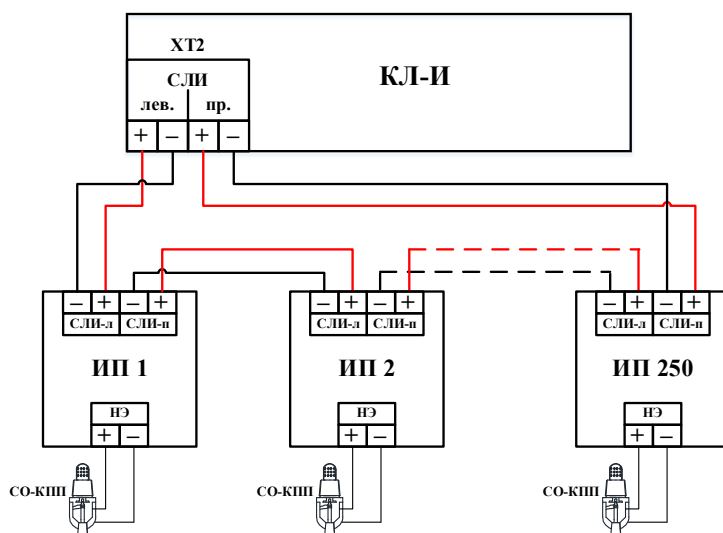 ХТ2
КЛ-И
СЛИ
лев. пр.
+ – + –
– + – +
– + – +
– + – +
СЛИ-л СЛИ-п
СЛИ-л СЛИ-п
СЛИ-л СЛИ-п
ИП 1
ИП 2
ИП 250
НЭ
НЭ
НЭ
+ –
+ –
+ –
СО-КПП
СО-КПП
СО-КПП